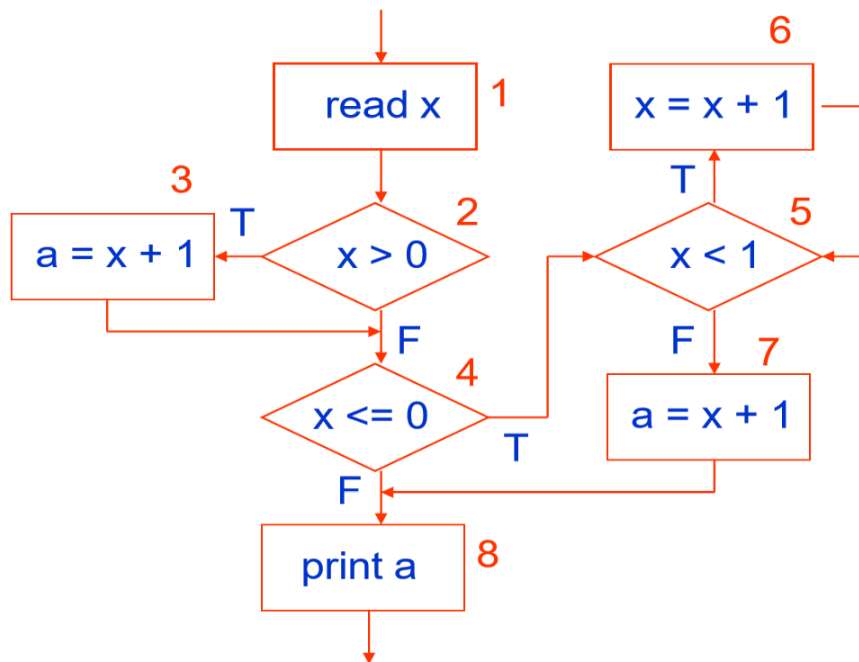 read x
1
x > 0
2
T
F
a = x + 1
3
x <= 0
4
T
F
x < 1
5
T
F
x = x + 1
6
a = x + 1
7
print a
8